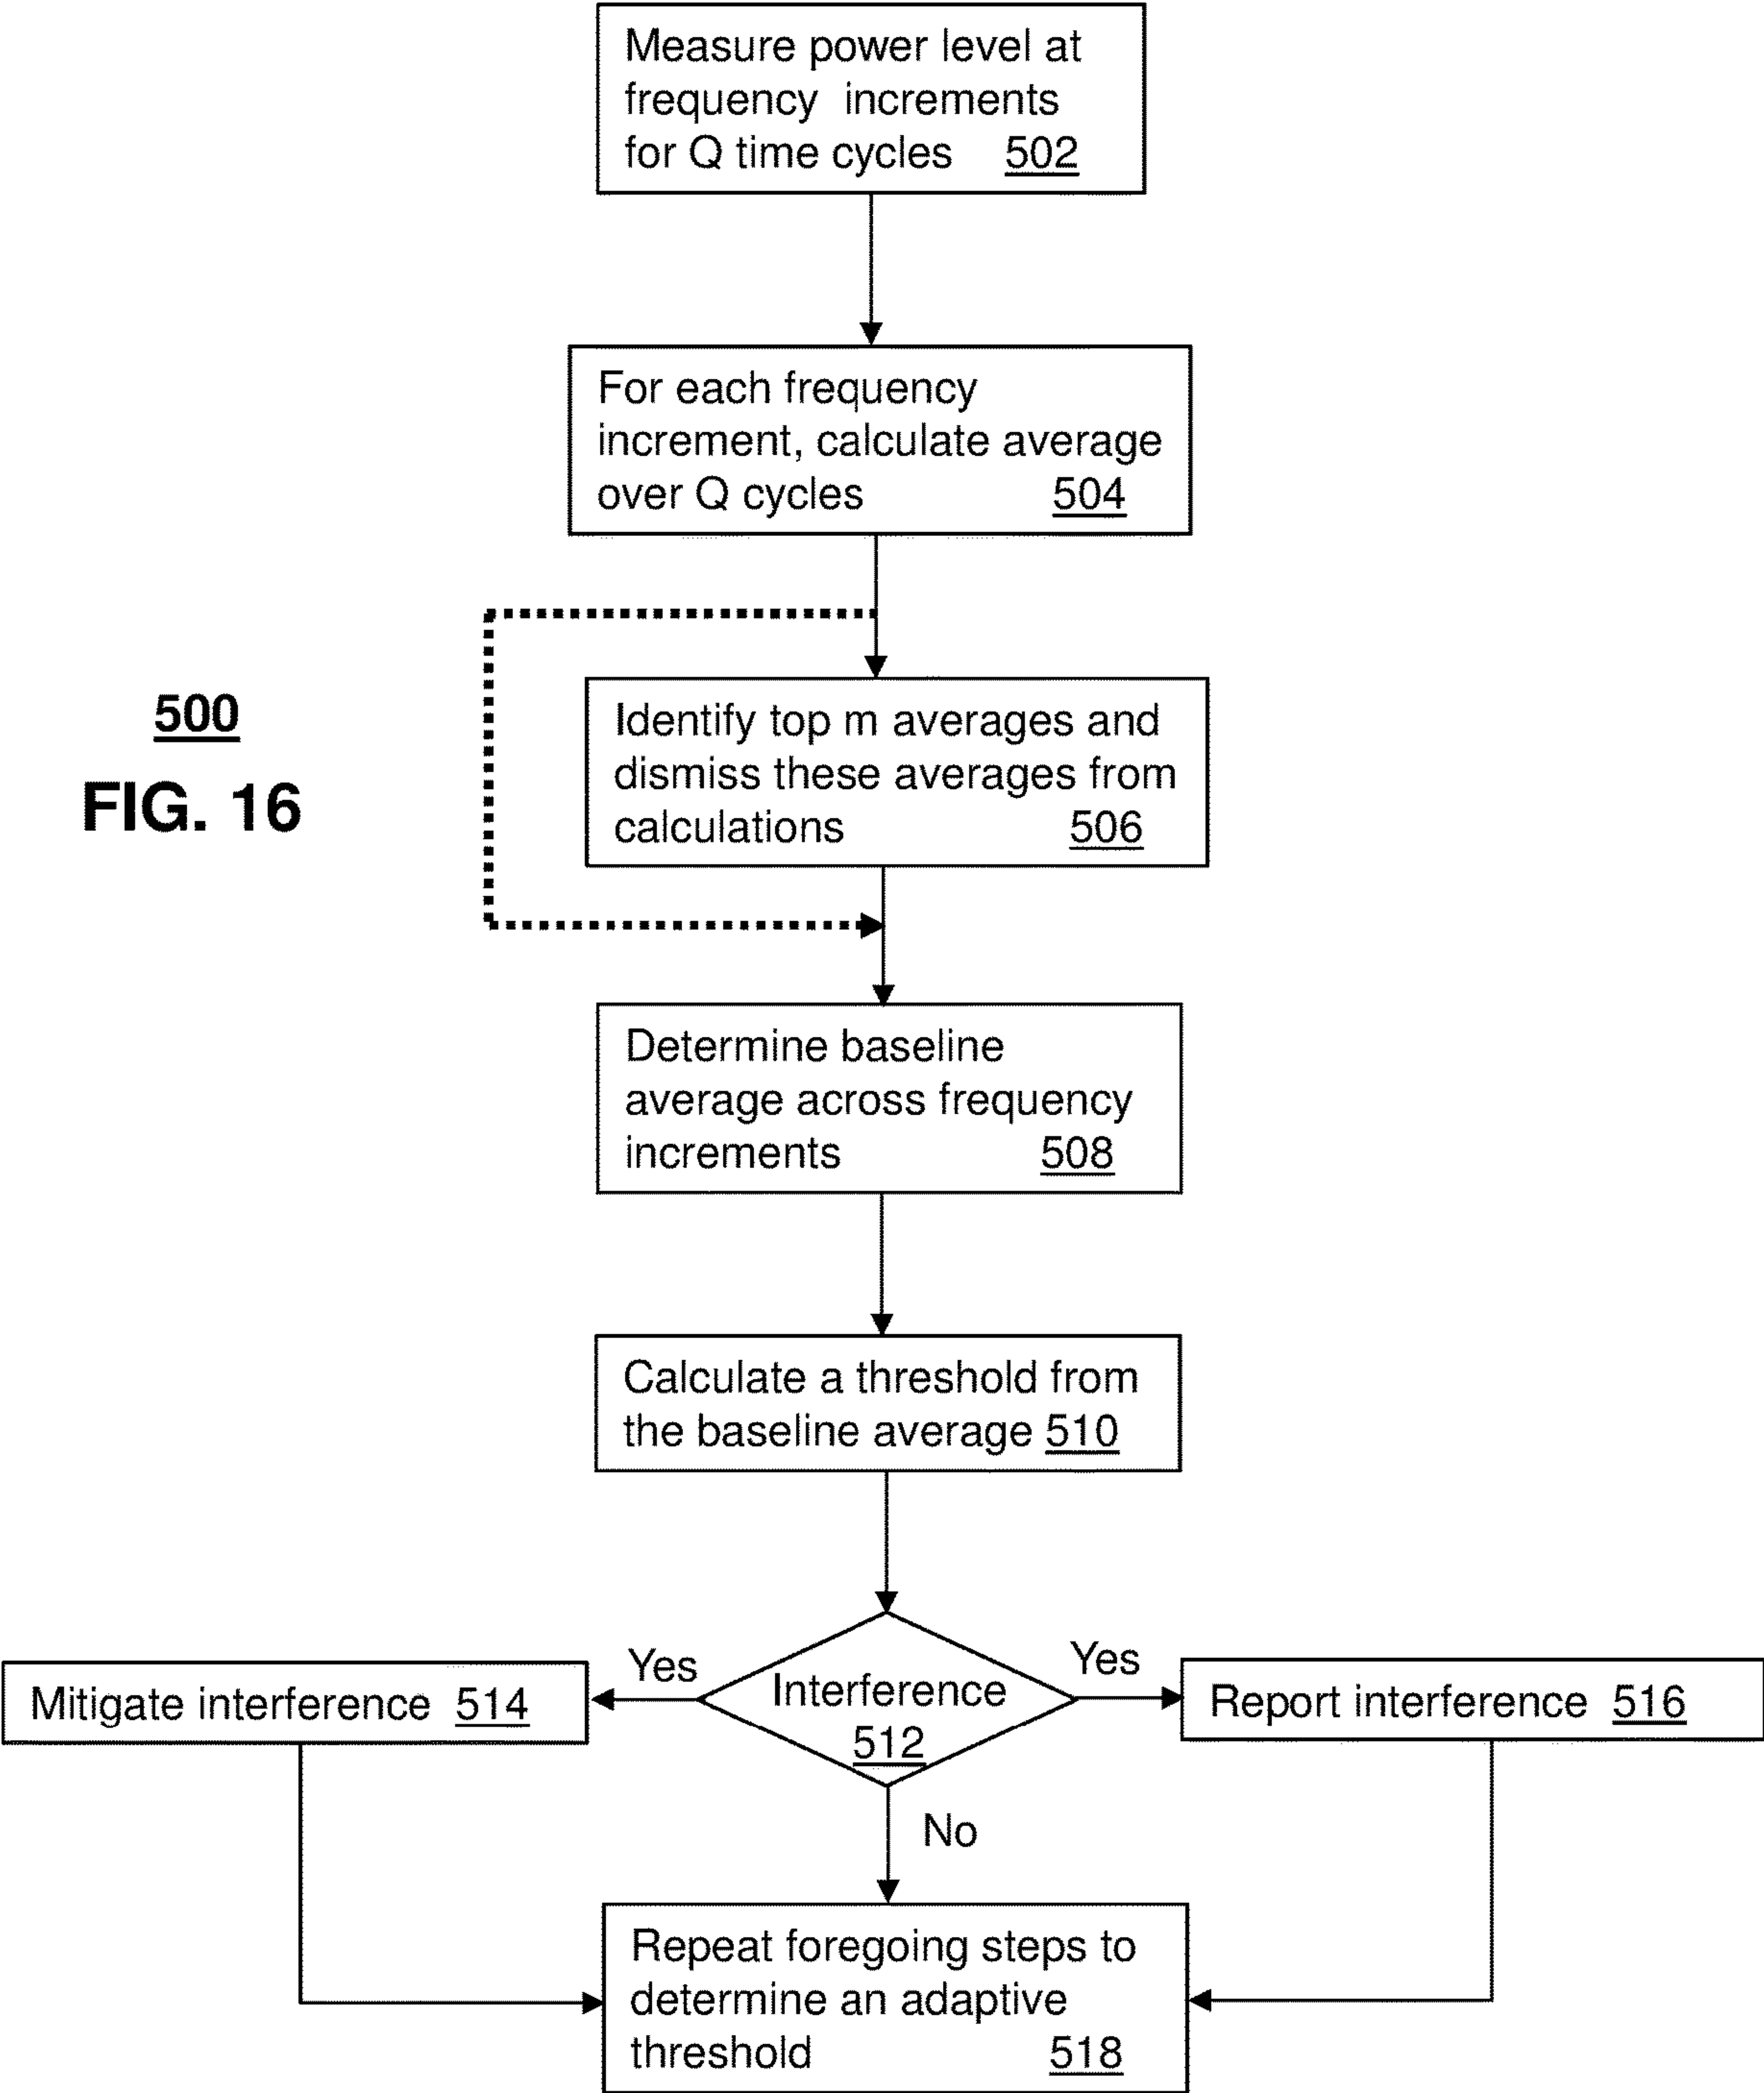 Measure power level at
frequency increments
for Q time cycles 502
For each frequency
increment, calculate average
over Q cycles 504
500
FIG. 16
Identify top m averages and
dismiss these averages from
calculations 506
Determine baseline
average across frequency
increments 508
Calculate a threshold from
the baseline average 510
Yes
Yes
Mitigate interference 514
Interference
512
Report interference 516
No
Repeat foregoing steps to
determine an adaptive
threshold 518